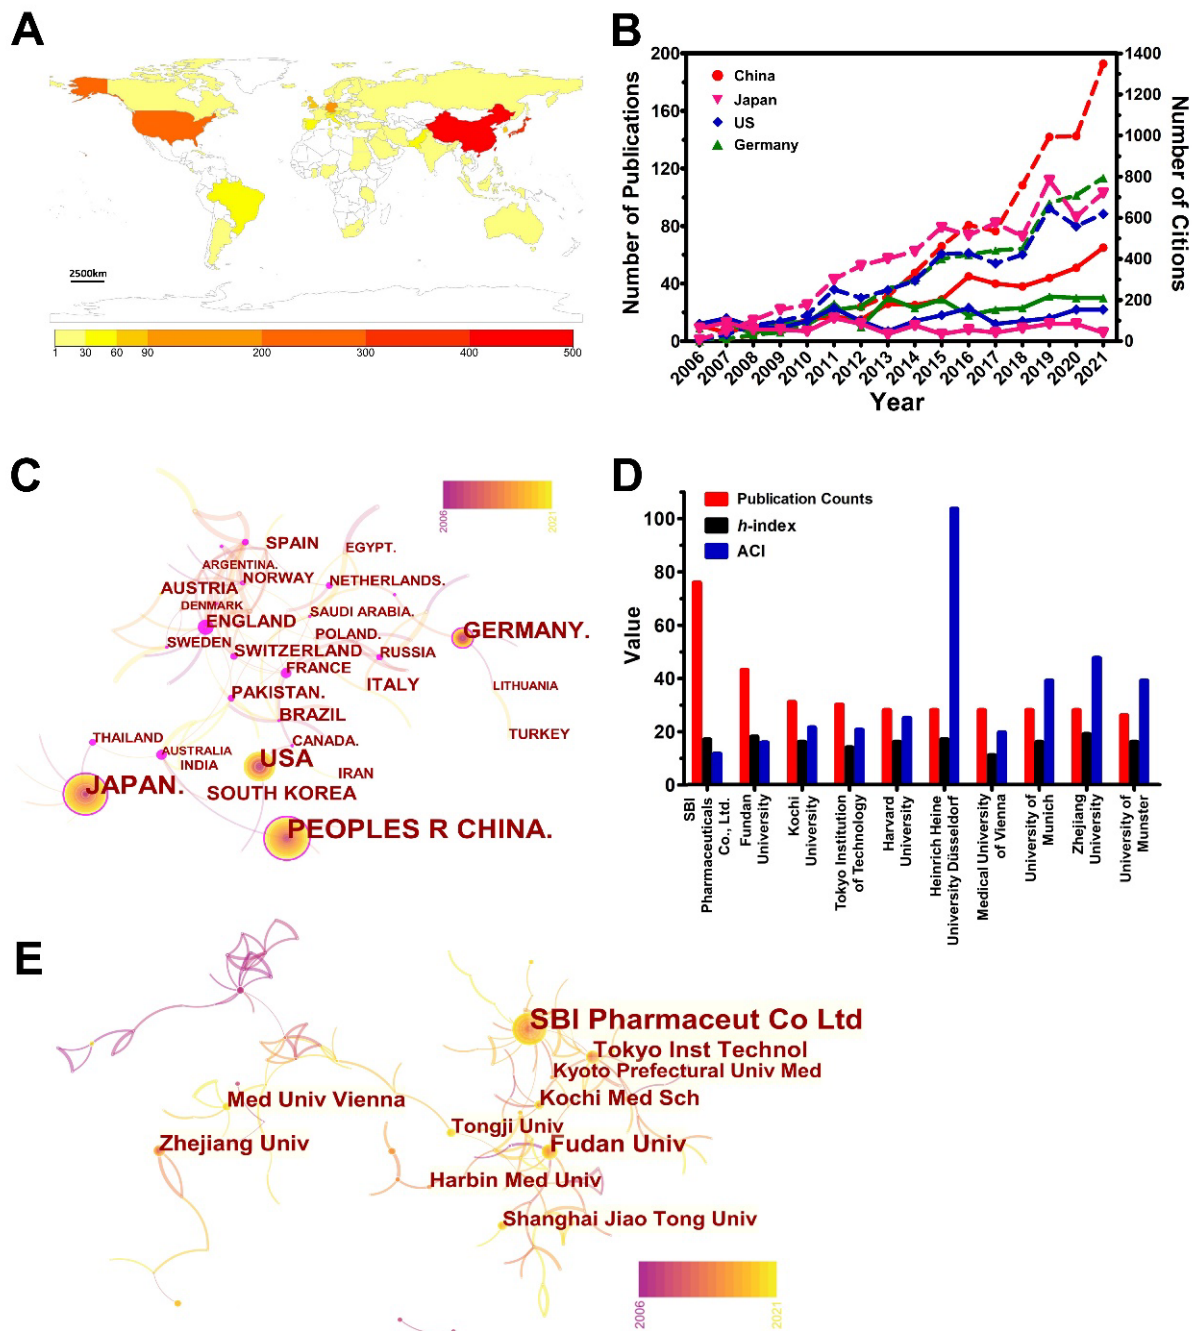 A
2500km
1 30 60 90 200 300 400 500
B
Number of Publications
200
160
120
80
40
0
China
Japan
US
Germany
1400
1200
1000
800
600
400
200
0
Number of Citions
2006 2007 2008 2009 2010 2011 2012 2013 2014 2015 2016 2017 2018 2019 2020 2021
Year
C
2006
2021
SPAIN
EGYPT.
ARGENTINA.
NORWAY
AUSTRIA
NETHERLANDS.
DENMARK
SAUDI ARABIA.
ENGLAND
POLAND.
GERMANY.
SWEDEN
SWITZERLAND
RUSSIA
FRANCE
ITALY
LITHUANIA
PAKISTAN.
BRAZIL
TURKEY
THAILAND
CANADA.
AUSTRALIA
USA
INDIA
IRAN
JAPAN.
SOUTH KOREA
PEOPLES R CHINA.
D
Publication Counts
h-index
ACI
Value
100
80
60
40
20
0
SBI
Pharmaceuticals
Co., Ltd.
Fundan
University
Kochi
University
Tokyo Institution
of Technology
Harvard
University
Heinrich Heine
University Düsseldorf
Medical University
of Vienna
University of
Munich
Zhejiang
University
University of
Munster
E
SBI Pharmaceut Co Ltd
Tokyo Inst Technol
Kyoto Prefectural Univ Med
Med Univ Vienna
Kochi Med Sch
Tongji Univ
Zhejiang Univ
Fudan Univ
Harbin Med Univ
Shanghai Jiao Tong Univ
2006
2021